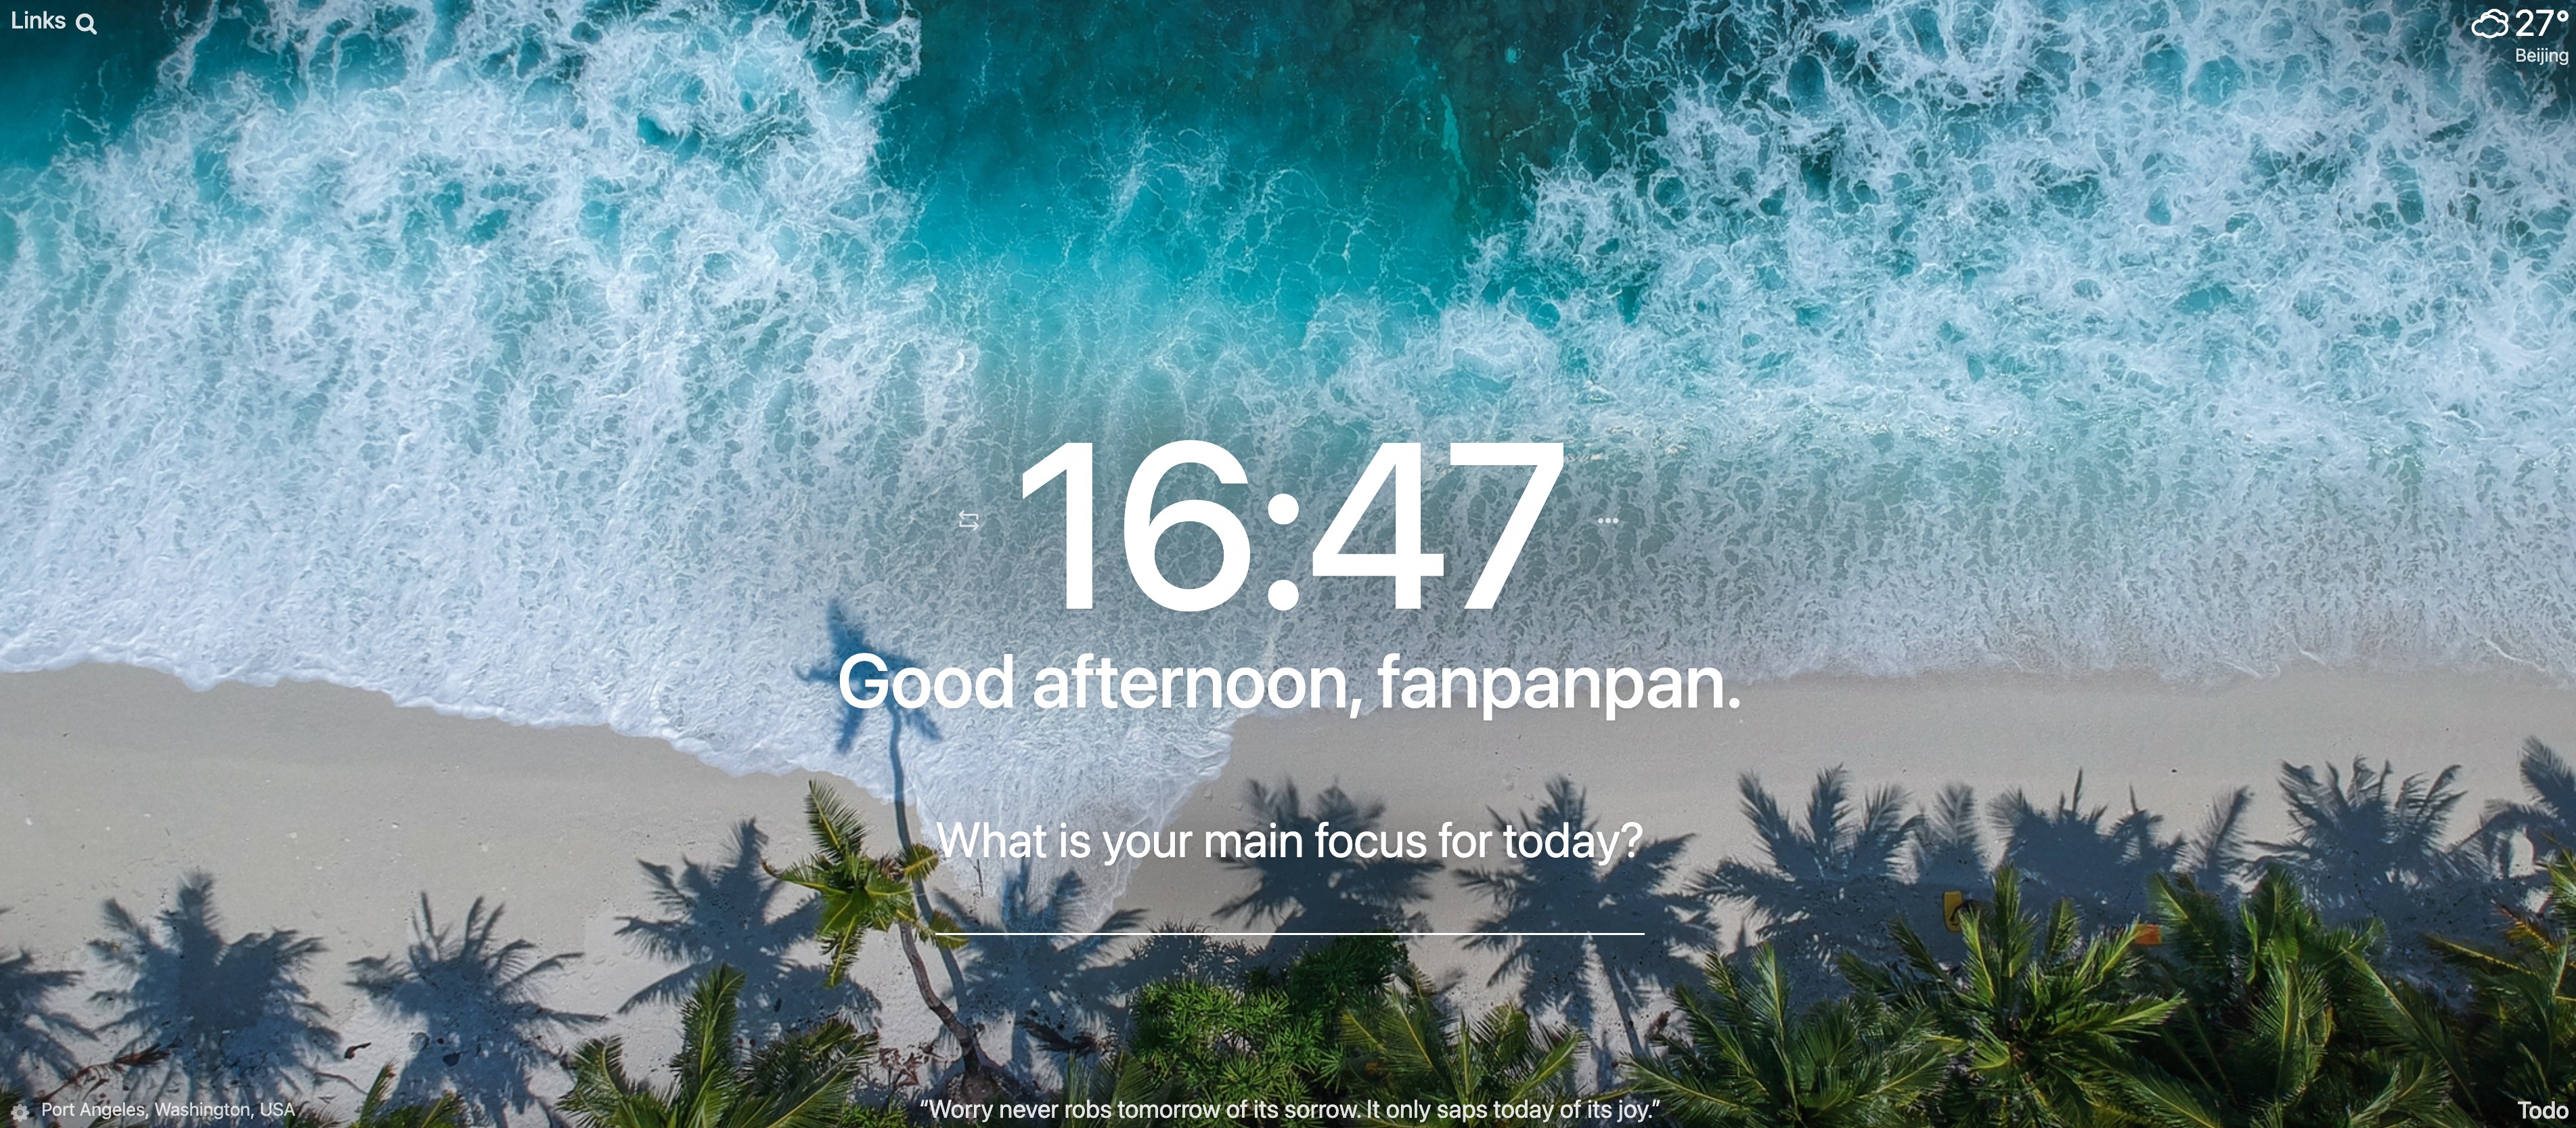 Links
27°
Beijing
16:47
Good afternoon, fanpanpan.
What is your main focus for today?
Port Angeles, Washington, USA
“Worry never robs tomorrow of its sorrow. It only saps today of its joy.”
Todo